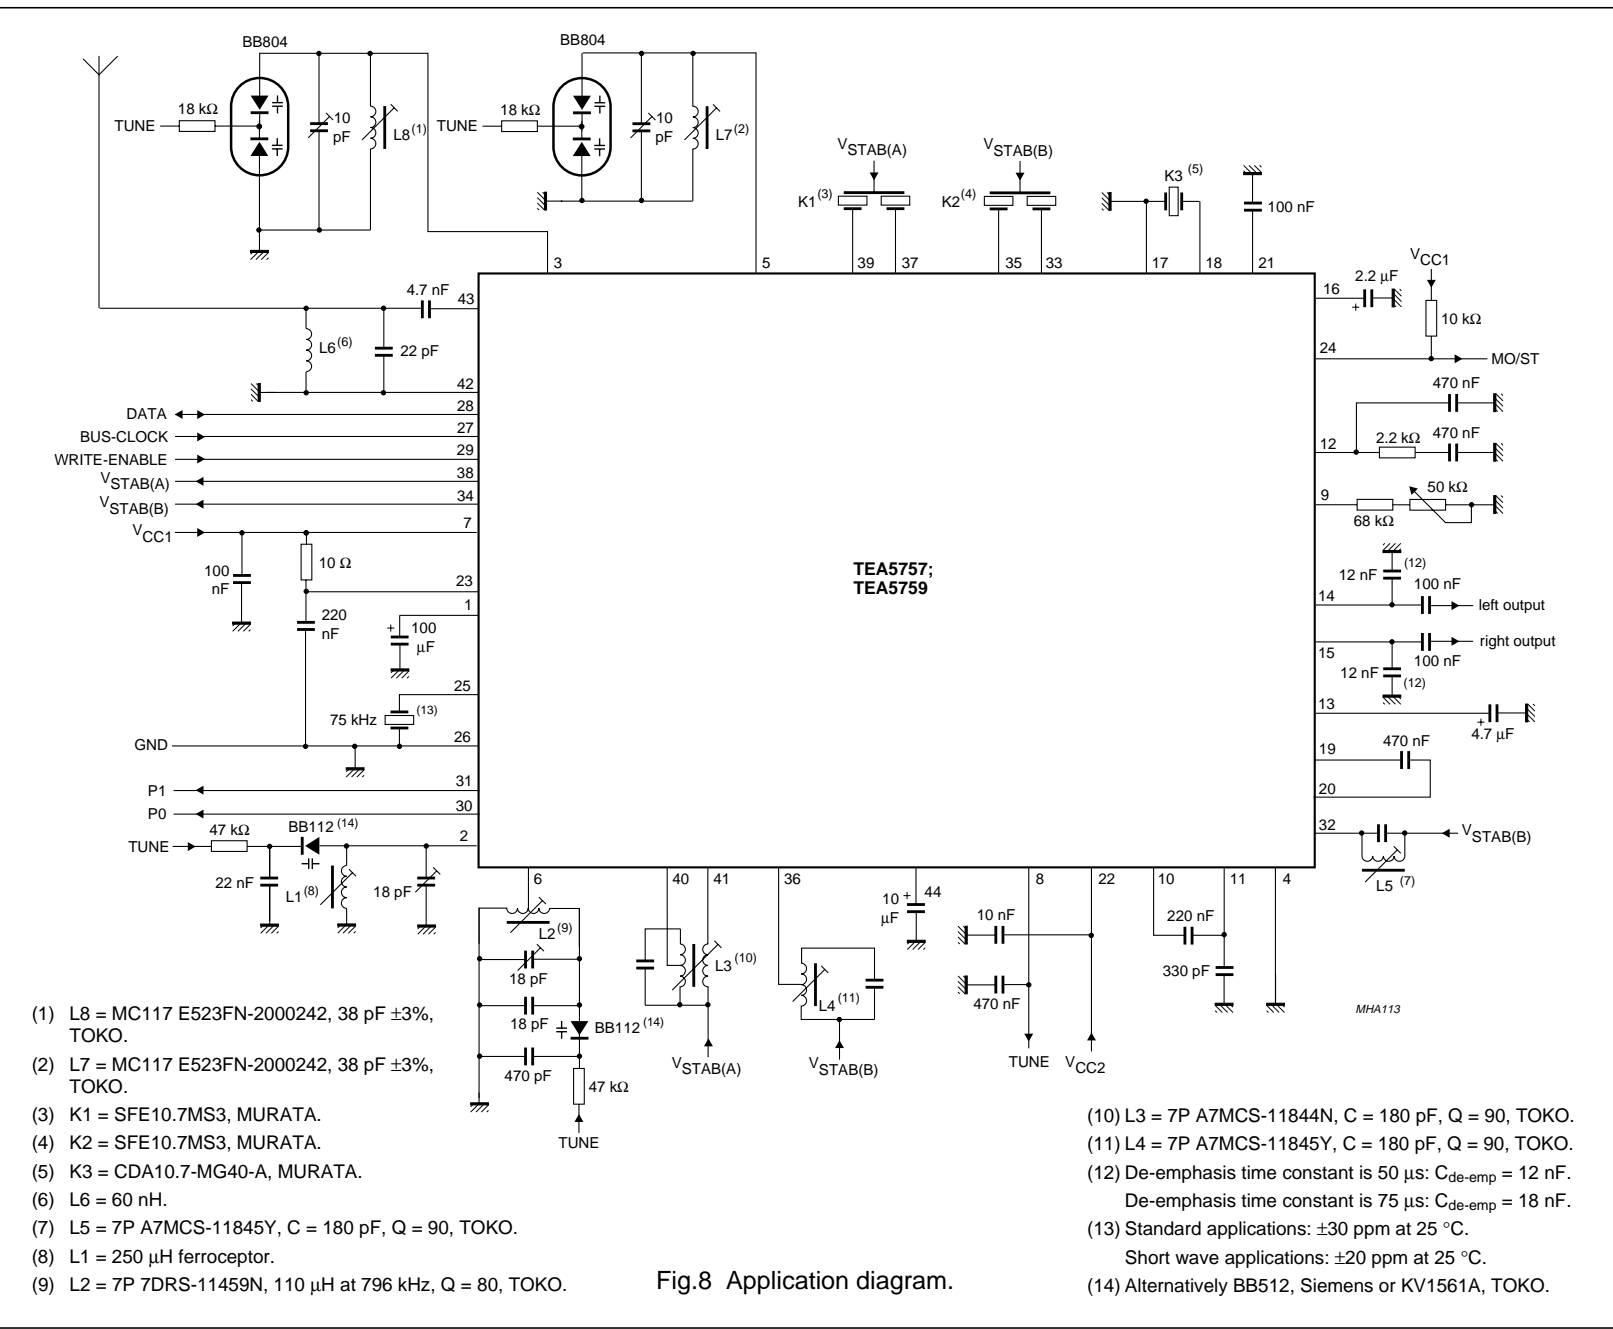 BB804
BB804
18 kΩ
TUNE
10
pF
L8(1)
18 kΩ
TUNE
10
pF
L7(2)
VSTAB(A)
VSTAB(B)
K1(3)
K2(4)
K3 (5)
100 nF
3
5
39
37
35
33
17
18
21
4.7 nF
43
L6(6)
22 pF
42
DATA
28
BUS-CLOCK
27
WRITE-ENABLE
29
VSTAB(A)
38
VSTAB(B)
34
VCC1
7
100
nF
10 Ω
23
220
nF
1
+ 100
µF
25
75 kHz
(13)
GND
26
P1
31
P0
30
TUNE
47 kΩ
BB112 (14)
2
22 nF
L1(8)
18 pF
TEA5757;
TEA5759
16
2.2 µF
+
VCC1
10 kΩ
24
MO/ST
470 nF
12
2.2 kΩ
470 nF
9
50 kΩ
68 kΩ
12 nF
(12)
100 nF
14
left output
right output
15
100 nF
12 nF
(12)
13
+
4.7 µF
19
470 nF
20
32
VSTAB(B)
L5 (7)
6
40
41
36
44
8
22
10
11
4
L2(9)
18 pF
18 pF
BB112 (14)
470 pF
47 kΩ
TUNE
L3 (10)
VSTAB(A)
L4(11)
VSTAB(B)
10 +
µF
10 nF
470 nF
TUNE
VCC2
220 nF
330 pF
MHA113
(1) L8 = MC117 E523FN-2000242, 38 pF ±3%,
TOKO.
(2) L7 = MC117 E523FN-2000242, 38 pF ±3%,
TOKO.
(3) K1 = SFE10.7MS3, MURATA.
(4) K2 = SFE10.7MS3, MURATA.
(5) K3 = CDA10.7-MG40-A, MURATA.
(6) L6 = 60 nH.
(7) L5 = 7P A7MCS-11845Y, C = 180 pF, Q = 90, TOKO.
(8) L1 = 250 µH ferroceptor.
(9) L2 = 7P 7DRS-11459N, 110 µH at 796 kHz, Q = 80, TOKO.
(10) L3 = 7P A7MCS-11844N, C = 180 pF, Q = 90, TOKO.
(11) L4 = 7P A7MCS-11845Y, C = 180 pF, Q = 90, TOKO.
(12) De-emphasis time constant is 50 µs: Cde-emp = 12 nF.
De-emphasis time constant is 75 µs: Cde-emp = 18 nF.
(13) Standard applications: ±30 ppm at 25 °C.
Short wave applications: ±20 ppm at 25 °C.
(14) Alternatively BB512, Siemens or KV1561A, TOKO.
Fig.8 Application diagram.